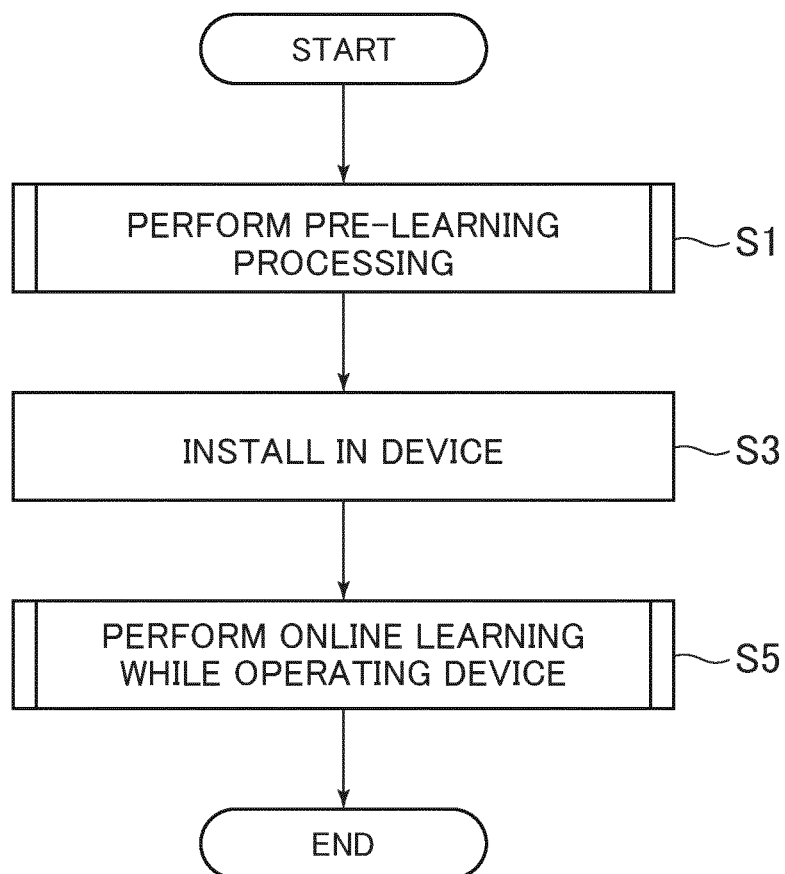 START
PERFORM PRE-LEARNING
PROCESSING
S1
INSTALL IN DEVICE
S3
PERFORM ONLINE LEARNING
WHILE OPERATING DEVICE
S5
END